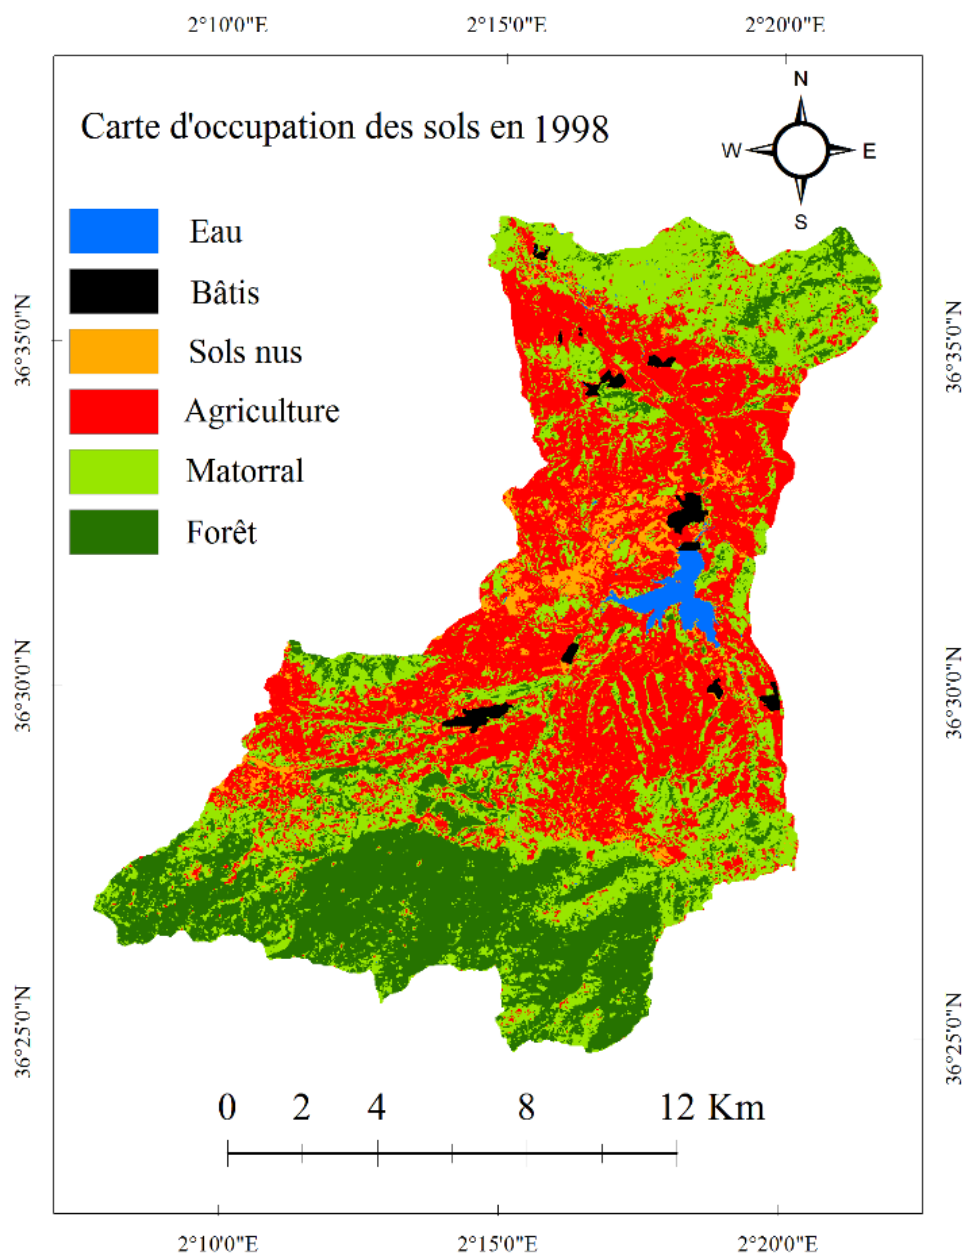 2°10'0"E 2°15'0"E 2°20'0"E
N
Carte d'occupation des sols en 1998
W E
S
Eau
Bâtis
Sols nus
Agriculture
Matorral
Forêt
36°35'0"N 36°35'0"N
36°30'0"N 36°30'0"N
36°25'0"N 36°25'0"N
0 2 4 8 12 Km
2°10'0"E 2°15'0"E 2°20'0"E